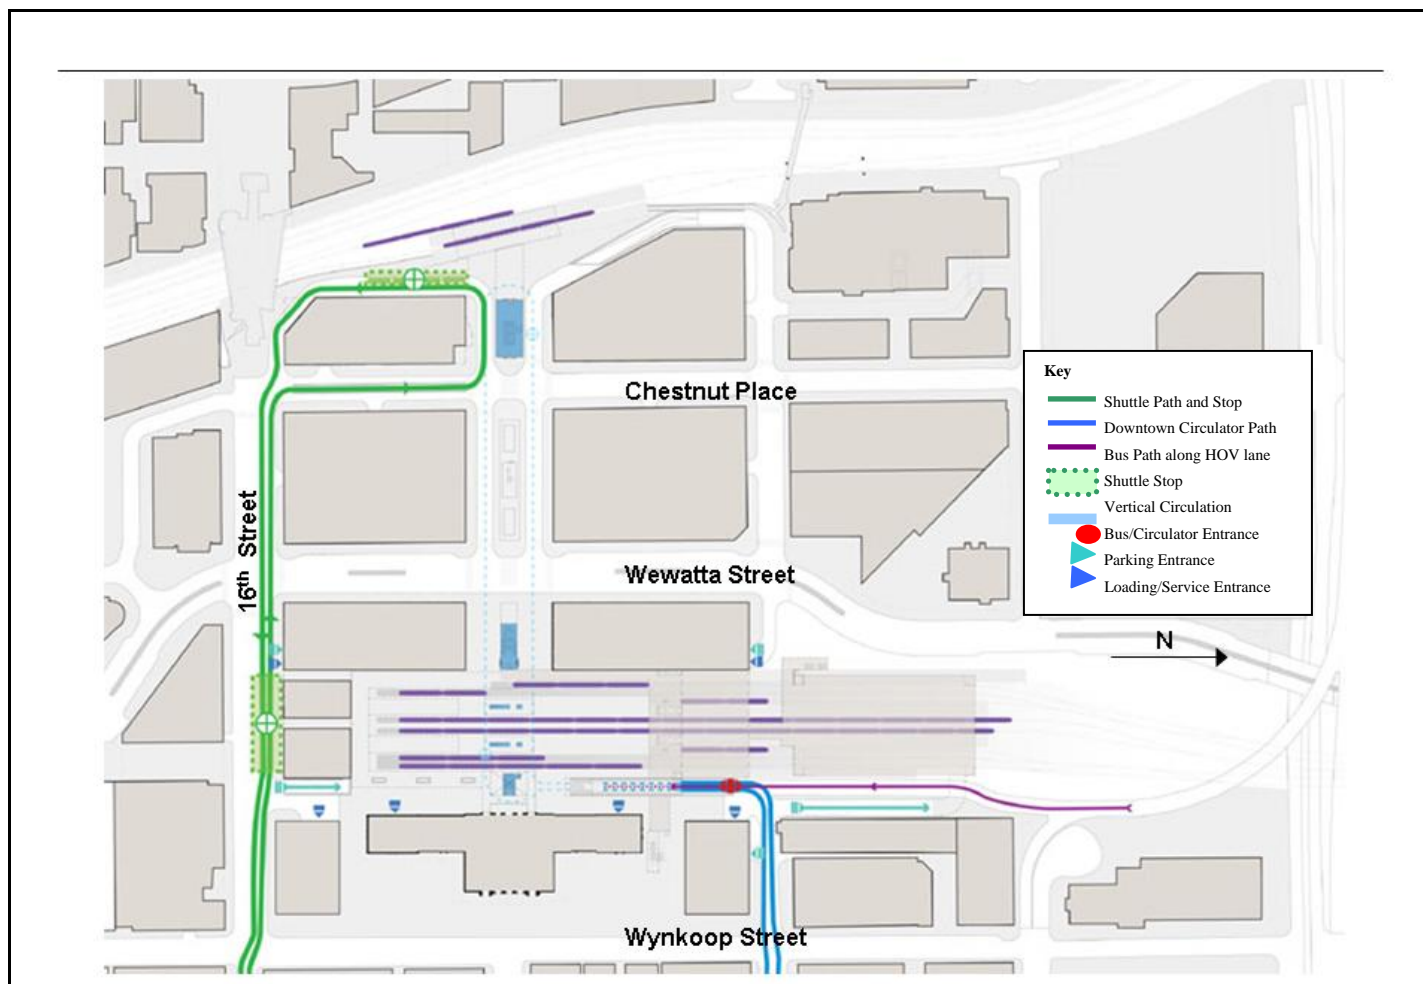 Chestnut Place
Key
Shuttle Path and Stop
Downtown Circulator Path
Bus Path along HOV lane
Shuttle Stop
Vertical Circulation
Bus/Circulator Entrance
Parking Entrance
Loading/Service Entrance
16th Street
Wewatta Street
N
Wynkoop Street